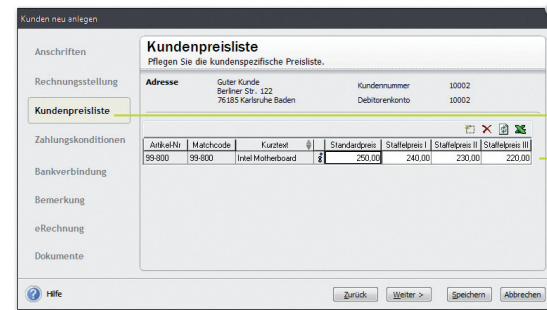 Kunden neu anlegen
Anschriften
Rechnungsstellung
Kundenpreisliste
Zahlungskonditionen
Bankverbindung
Bemerkung
eRechnung
Dokumente
Kundenpreisliste
Pflegen Sie die kundenspezifische Preisliste.
Adresse Guter Kunde Kundennummer 10002
Berliner Str. 122
76185 Karlsruhe Baden Debitorenkonto 10002
Artikel-Nr Matchcode Kurztext Standardpreis Staffelpreis I Staffelpreis II Staffelpreis III
99-800 99-800 Intel Motherboard 250,00 240,00 230,00 220,00
Hilfe Zurück Weiter > Speichern Abbrechen